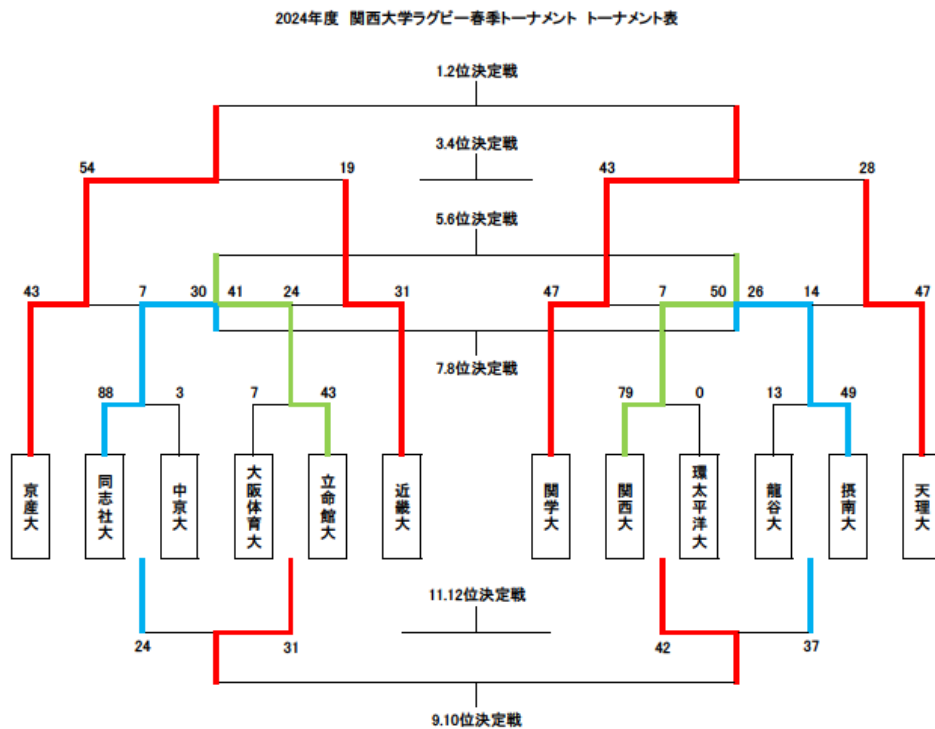 2024年度 関西大学ラグビー春季トーナメント トーナメント表
1.2位決定戦
3.4位決定戦
54
19
43
28
5.6位決定戦
43
7
30
41
24
31
47
7
50
26
14
47
7.8位決定戦
88
3
7
43
79
0
13
49
京産大
同志社大
中京大
大阪体育大
立命館大
近畿大
関学大
関西大
環太平洋大
龍谷大
摂南大
天理大
11.12位決定戦
24
31
42
37
9.10位決定戦